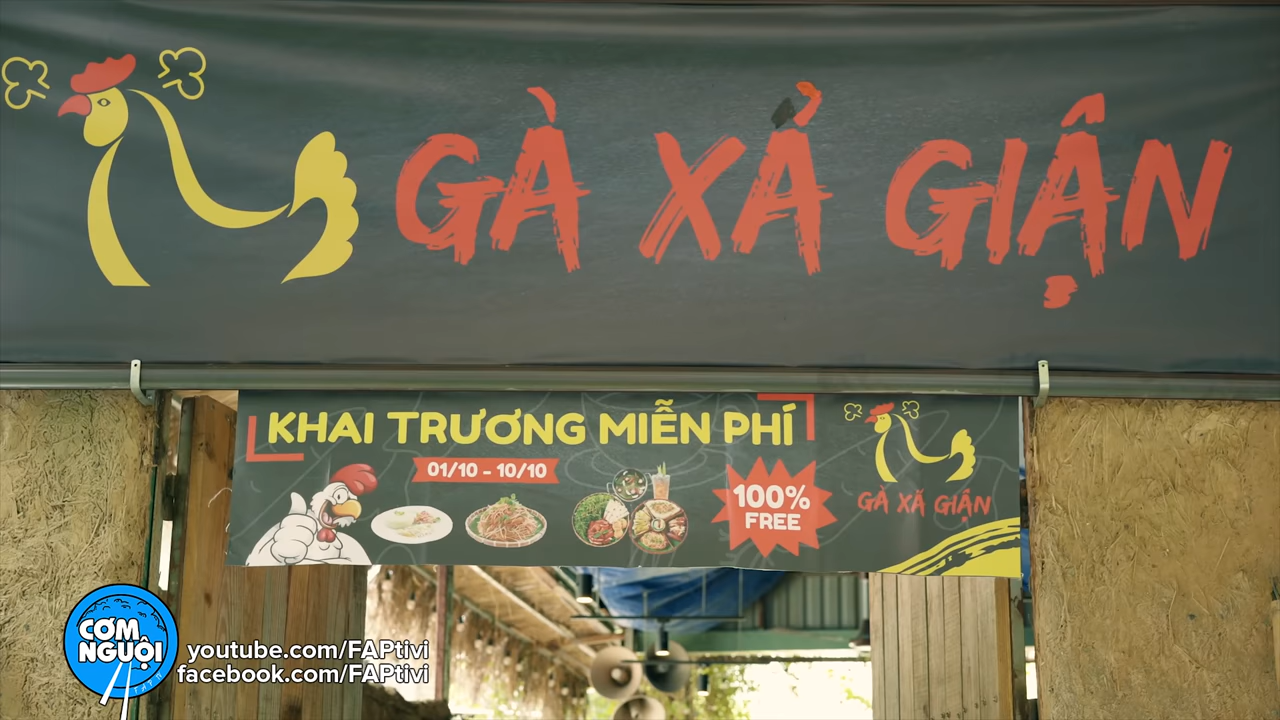 GÀ XẢ GIẬN
KHAI TRƯƠNG MIỄN PHÍ
01/10 - 10/10
100%
FREE
GÀ XÃ GIẬN
CƠM
NGUỘI
youtube.com/FAPtivi
facebook.com/FAPtivi